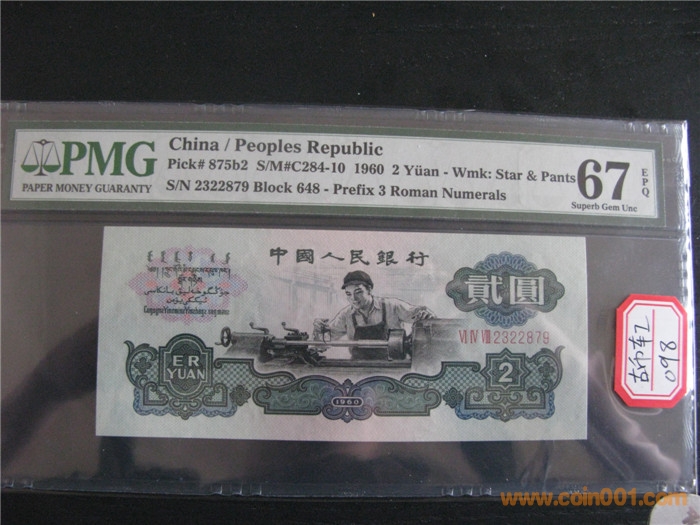 PMG
PAPER MONEY GUARANTY
China / Peoples Republic
Pick# 875b2 S/M#C284-10 1960 2 Yüan - Wmk: Star & Pants
S/N 2322879 Block 648 - Prefix 3 Roman Numerals
67
EPQ
Superb Gem Unc
中國人民銀行
貳圓
VI IV VIII 2322879
ER
YUAN
2
1960
098
www.coin001.com